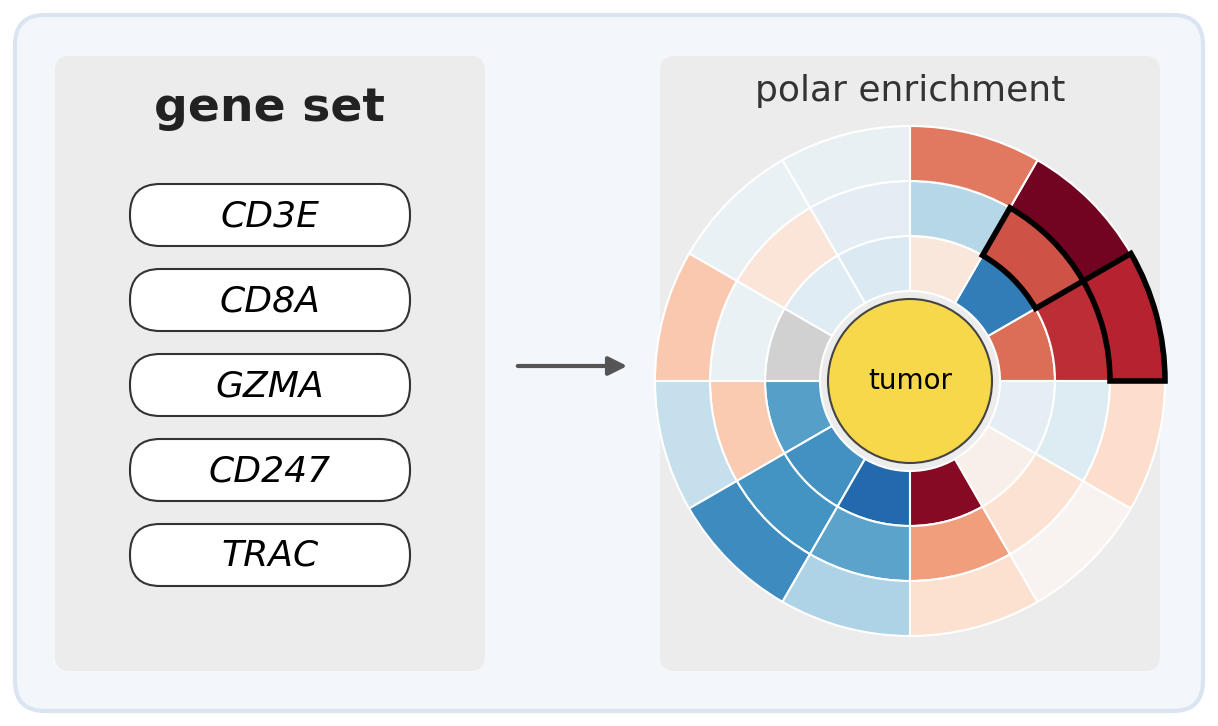 gene set
CD3E
CD8A
GZMA
CD247
TRAC
polar enrichment
tumor